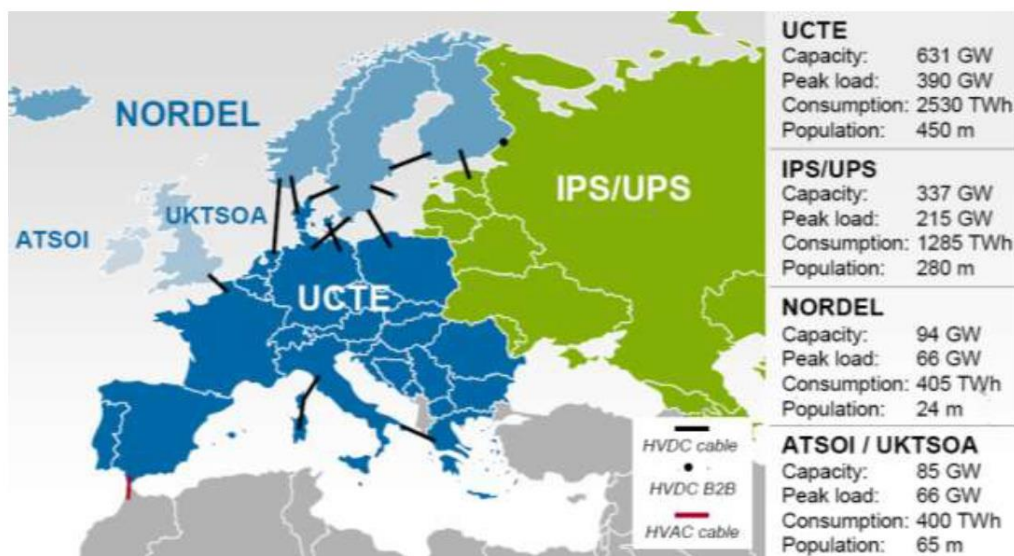 NORDEL
IPS/UPS
UKTSOA
ATSOI
UCTE
HVDC cable
HVDC B2B
HVAC cable
UCTE
Capacity: 631 GW
Peak load: 390 GW
Consumption: 2530 TWh
Population: 450 m
IPS/UPS
Capacity: 337 GW
Peak load: 215 GW
Consumption: 1285 TWh
Population: 280 m
NORDEL
Capacity: 94 GW
Peak load: 66 GW
Consumption: 405 TWh
Population: 24 m
ATSOI / UKTSOA
Capacity: 85 GW
Peak load: 66 GW
Consumption: 400 TWh
Population: 65 m